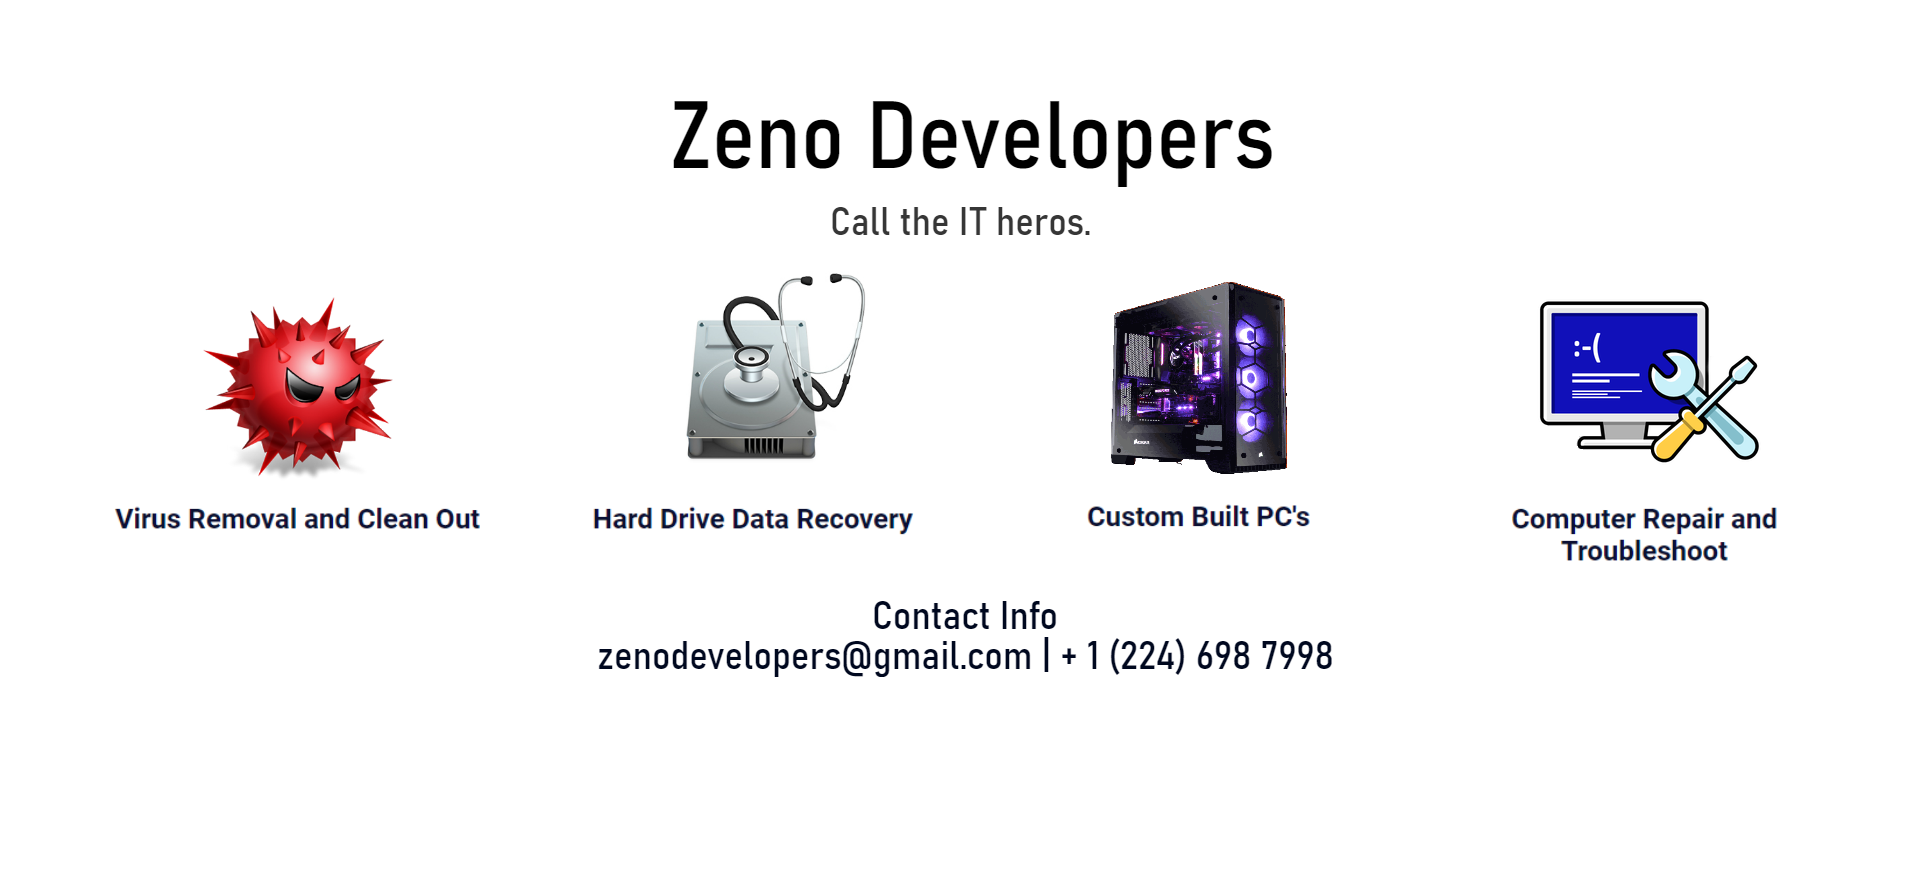 Zeno Developers
Call the IT heros.
:-(
Virus Removal and Clean Out
Hard Drive Data Recovery
Custom Built PC's
Computer Repair and
Troubleshoot
Contact Info
zenodevelopers@gmail.com | + 1 (224) 698 7998